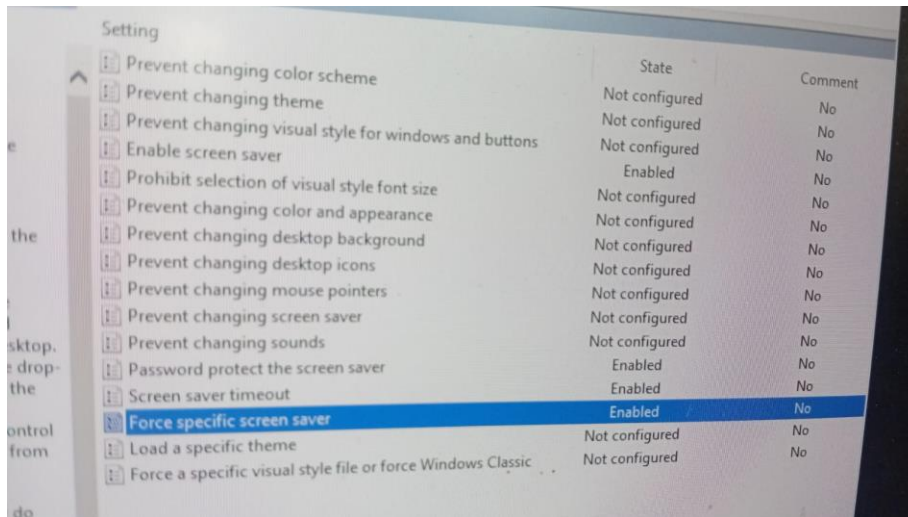 Setting State Comment
Prevent changing color scheme Not configured No
Prevent changing theme Not configured No
Prevent changing visual style for windows and buttons Not configured No
Enable screen saver Enabled No
Prohibit selection of visual style font size Not configured No
Prevent changing color and appearance Not configured No
Prevent changing desktop background Not configured No
Prevent changing desktop icons Not configured No
Prevent changing mouse pointers Not configured No
Prevent changing screen saver Not configured No
Prevent changing sounds Not configured No
Password protect the screen saver Enabled No
Screen saver timeout Enabled No
Force specific screen saver Enabled No
Load a specific theme Not configured No
Force a specific visual style file or force Windows Classic Not configured No
e
the
sktop.
drop-
the
ontrol
from
do